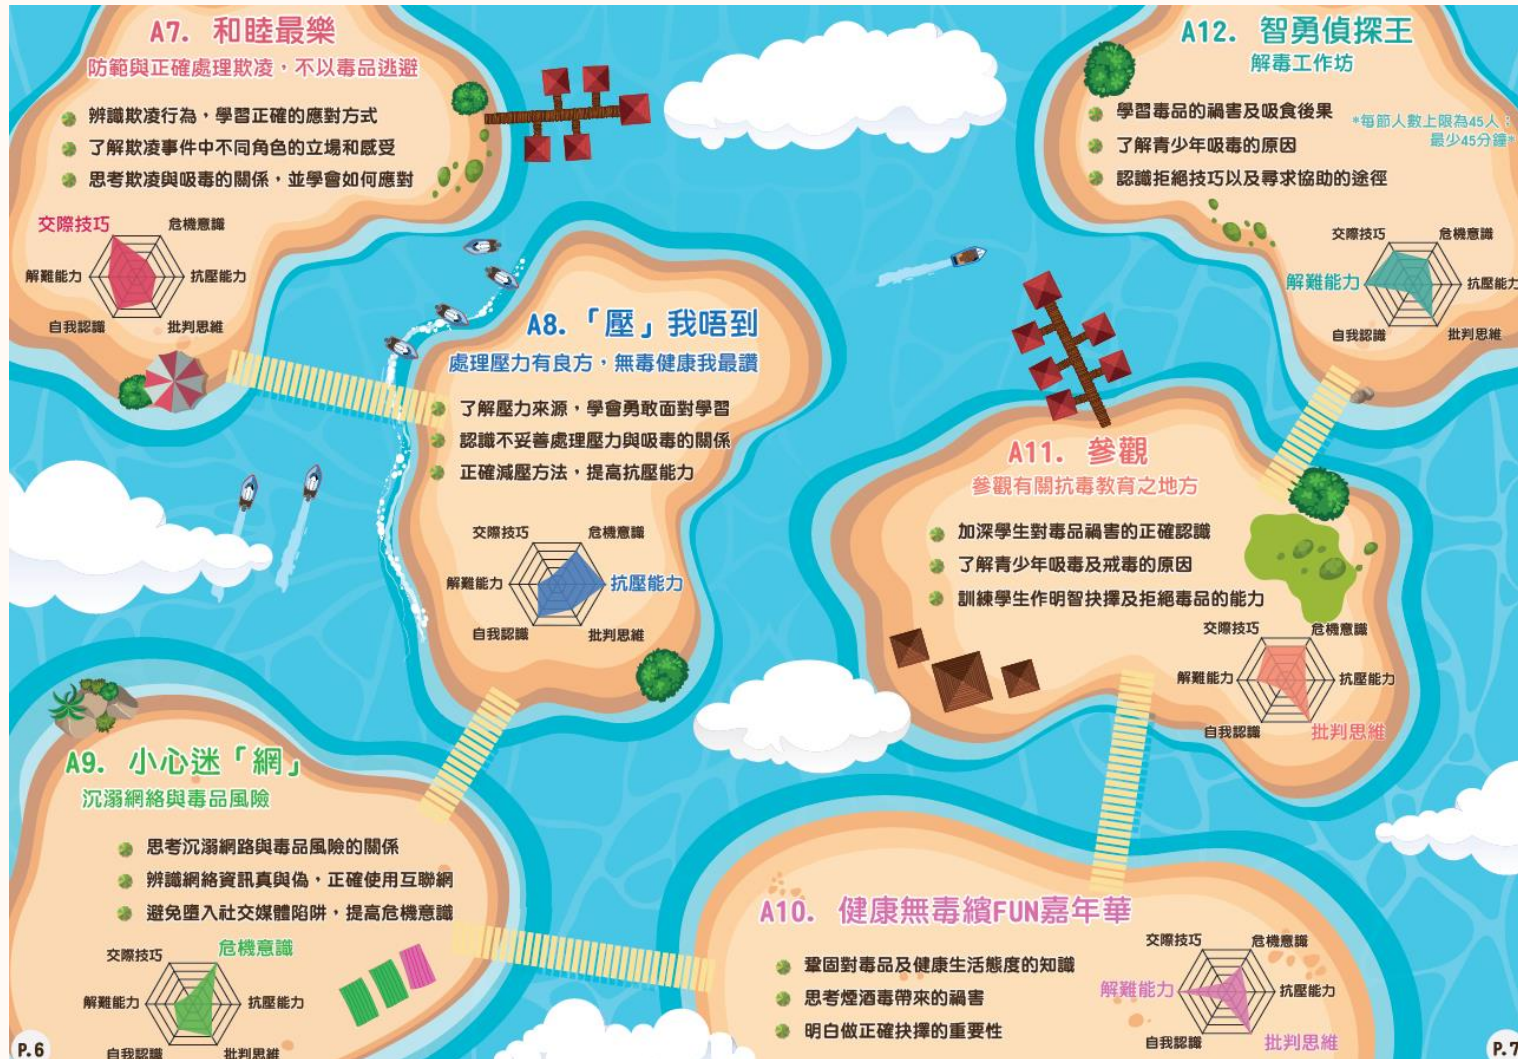 A7. 和睦最樂
防範與正確處理欺凌，不以毒品逃避
辨識欺凌行為，學習正確的應對方式
了解欺凌事件中不同角色的立場和感受
思考欺凌與吸毒的關係，並學會如何應對
交際技巧
危機意識
解難能力
抗壓能力
自我認識
批判思維
A8.「壓」我唔到
處理壓力有良方，無毒健康我最讚
了解壓力來源，學會勇敢面對學習
認識不妥善處理壓力與吸毒的關係
正確減壓方法，提高抗壓能力
交際技巧
危機意識
解難能力
抗壓能力
自我認識
批判思維
A9. 小心迷「網」
沉溺網絡與毒品風險
思考沉溺網路與毒品風險的關係
辨識網絡資訊真與偽，正確使用互聯網
避免墮入社交媒體陷阱，提高危機意識
交際技巧
危機意識
解難能力
抗壓能力
自我認識
批判思維
P.6
A10. 健康無毒繽FUN嘉年華
鞏固對毒品及健康生活態度的知識
思考煙酒毒帶來的禍害
明白做正確抉擇的重要性
交際技巧
危機意識
解難能力
抗壓能力
自我認識
批判思維
A11. 參觀
參觀有關抗毒教育之地方
加深學生對毒品禍害的正確認識
了解青少年吸毒及戒毒的原因
訓練學生作明智抉擇及拒絕毒品的能力
交際技巧
危機意識
解難能力
抗壓能力
自我認識
批判思維
A12. 智勇偵探王
解毒工作坊
學習毒品的禍害及吸食後果
了解青少年吸毒的原因
認識拒絕技巧以及尋求協助的途徑
*每節人數上限為45人；
最少45分鐘*
交際技巧
危機意識
解難能力
抗壓能力
自我認識
批判思維
P.7